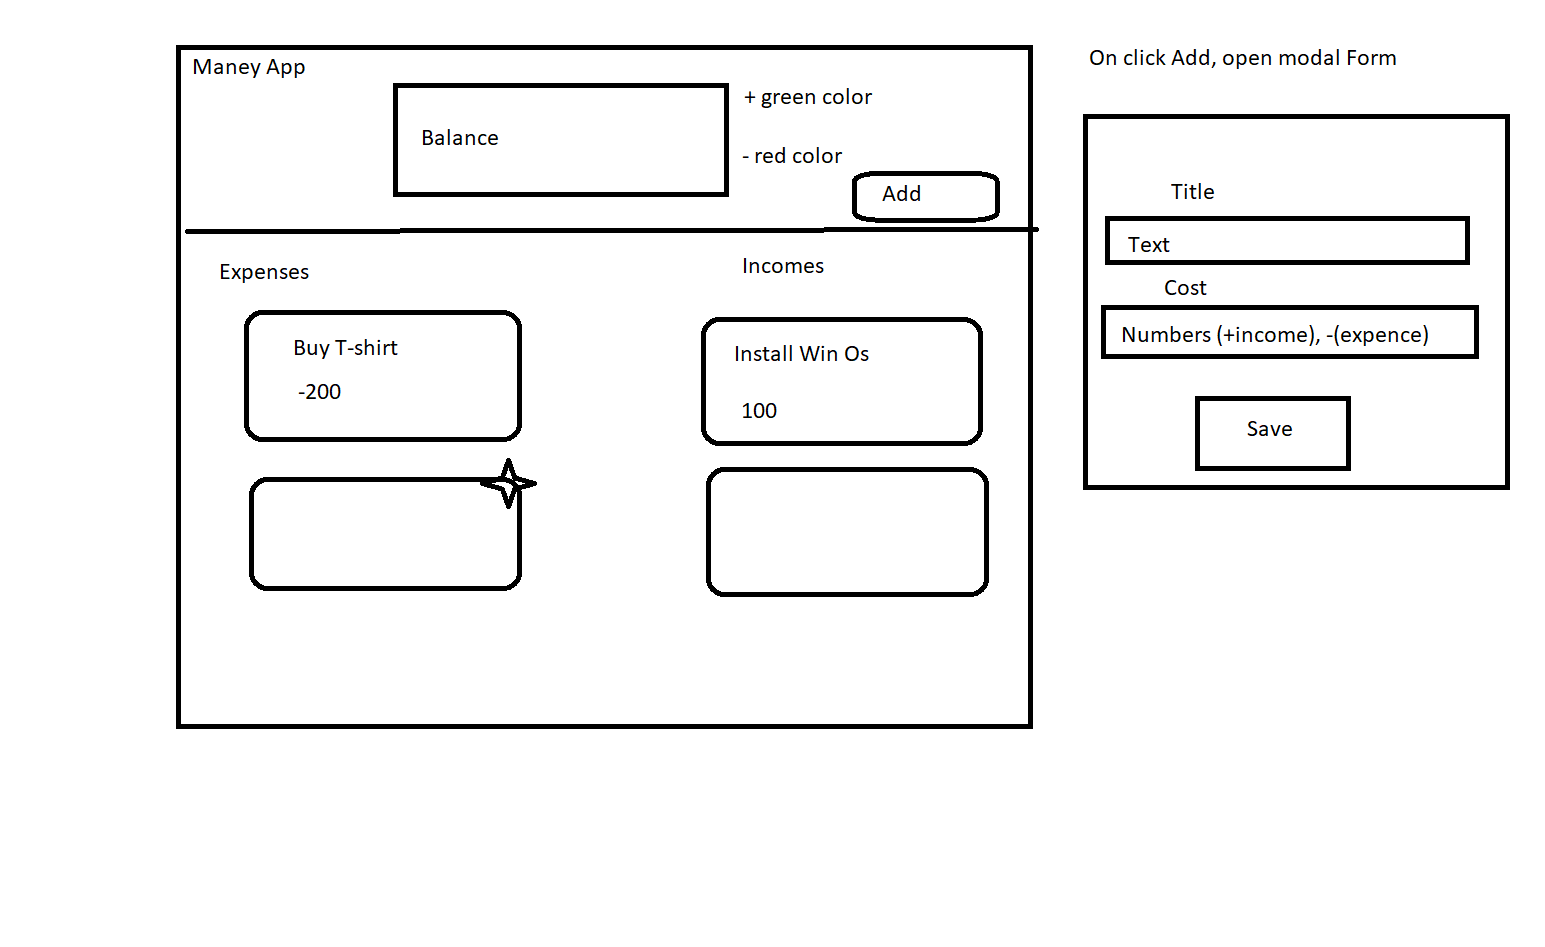 Maney App
Balance
+ green color
- red color
Add
Expenses
Incomes
Buy T-shirt
-200
Install Win Os
100
On click Add, open modal Form
Title
Text
Cost
Numbers (+income), -(expence)
Save